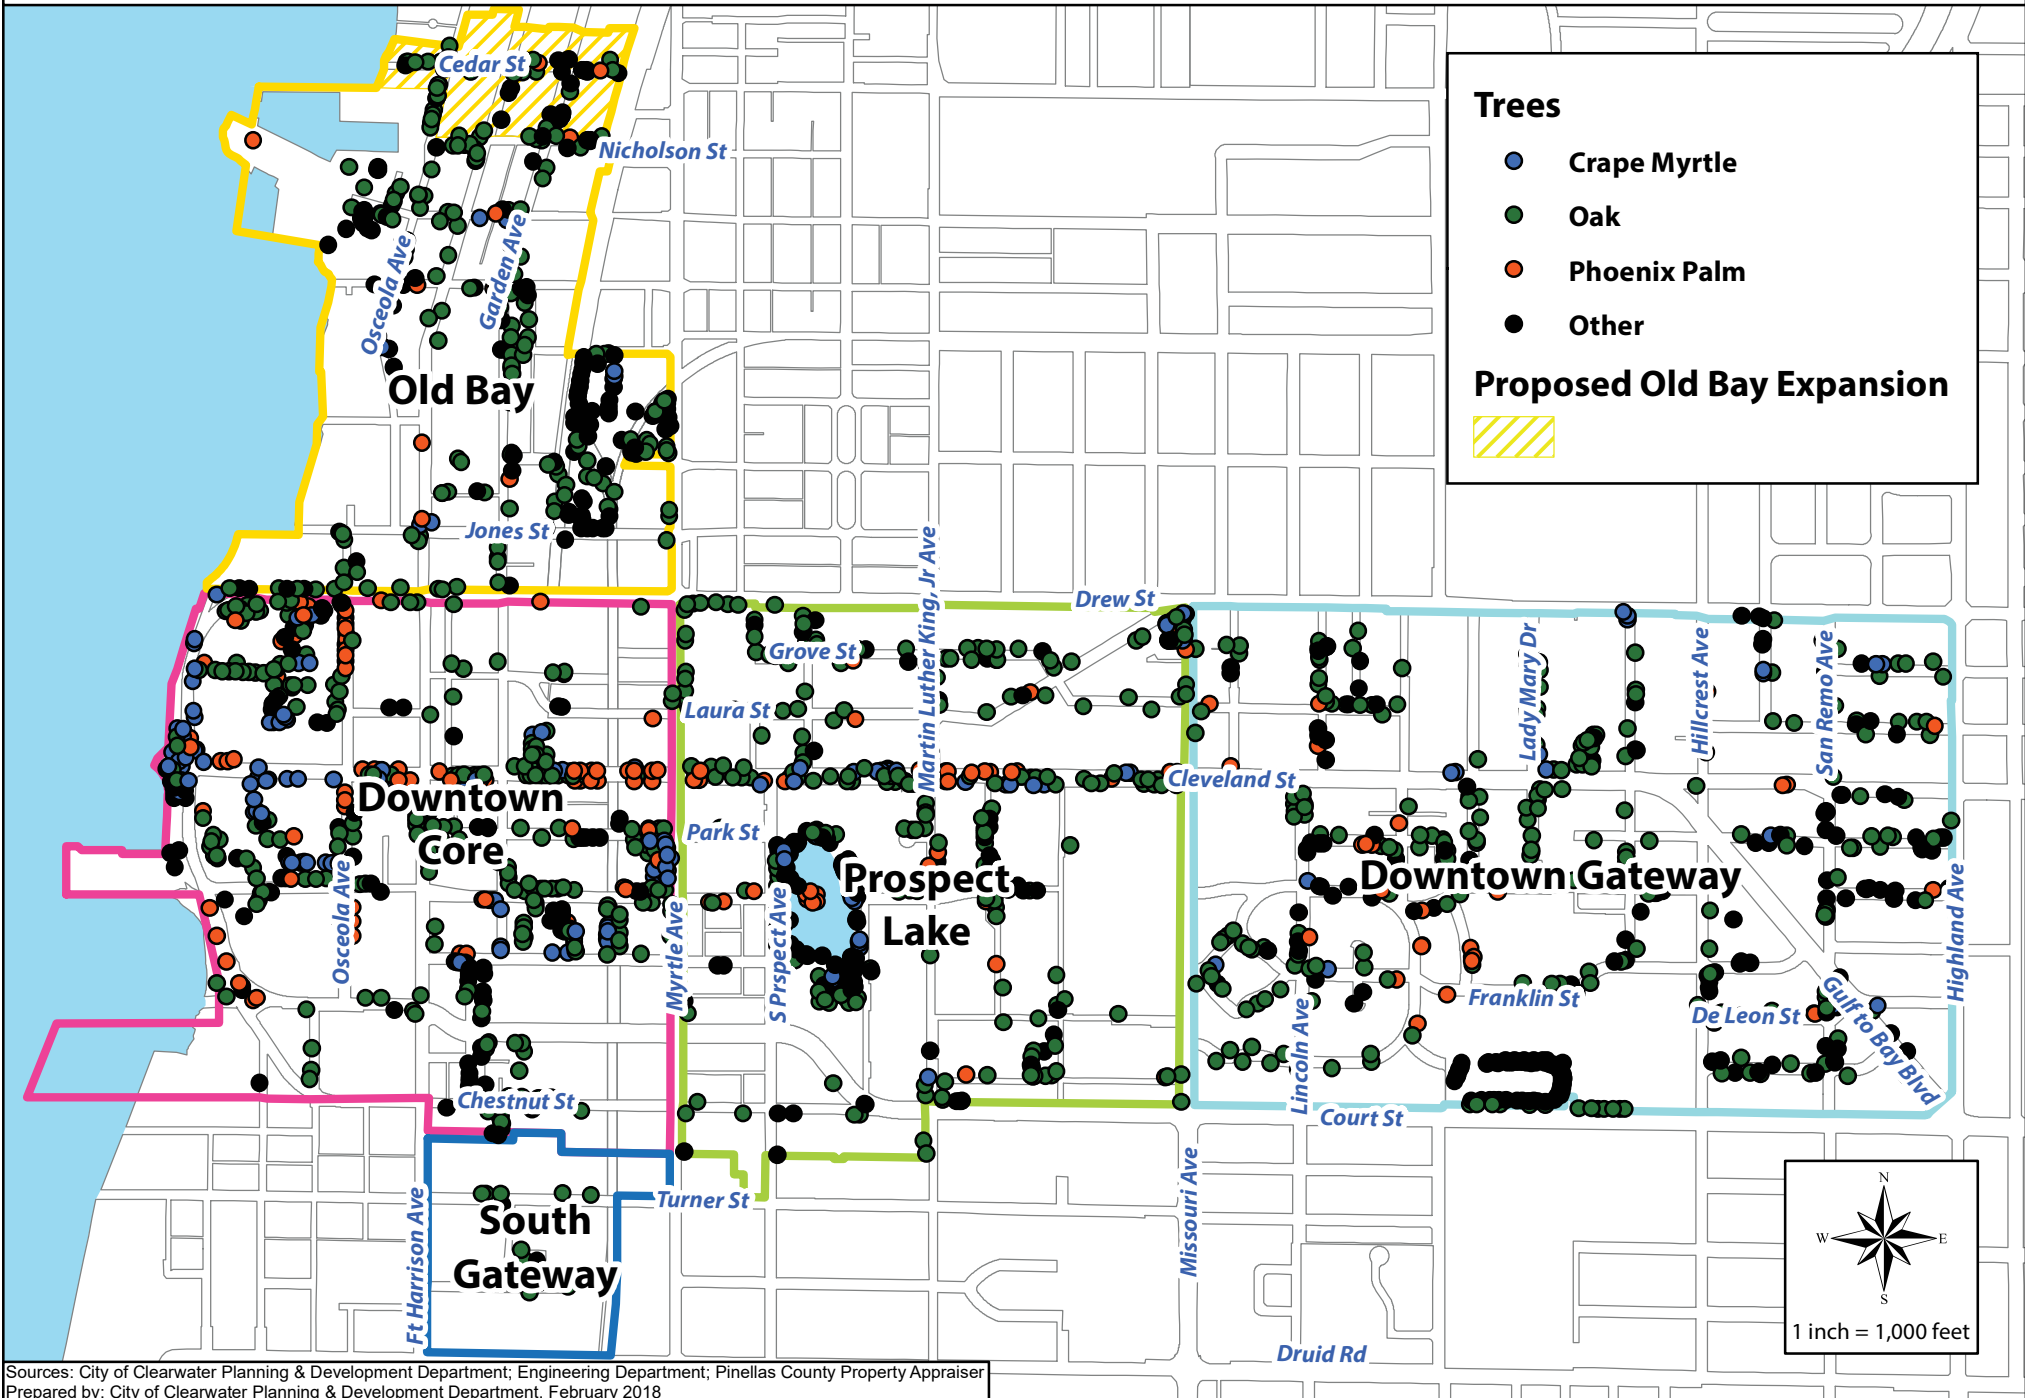 Trees
Crape Myrtle
Oak
Phoenix Palm
Other
Proposed Old Bay Expansion
Cedar St
Nicholson St
Osceola Ave
Garden Ave
Old Bay
Jones St
Martin Luther King, Jr Ave
Drew St
Grove St
Laura St
Cleveland St
Lady Mary Dr
Hillcrest Ave
San Remo Ave
Downtown
Core
Park St
Prospect
Lake
Downtown Gateway
Osceola Ave
Myrtle Ave
S Prspect Ave
Highland Ave
Franklin St
De Leon St
Gulf to Bay Blvd
Lincoln Ave
Chestnut St
Court St
Missouri Ave
Turner St
Ft Harrison Ave
South
Gateway
Druid Rd
N
W
E
S
1 inch = 1,000 feet
Sources: City of Clearwater Planning & Development Department; Engineering Department; Pinellas County Property Appraiser
Prepared by: City of Clearwater Planning & Development Department, February 2018